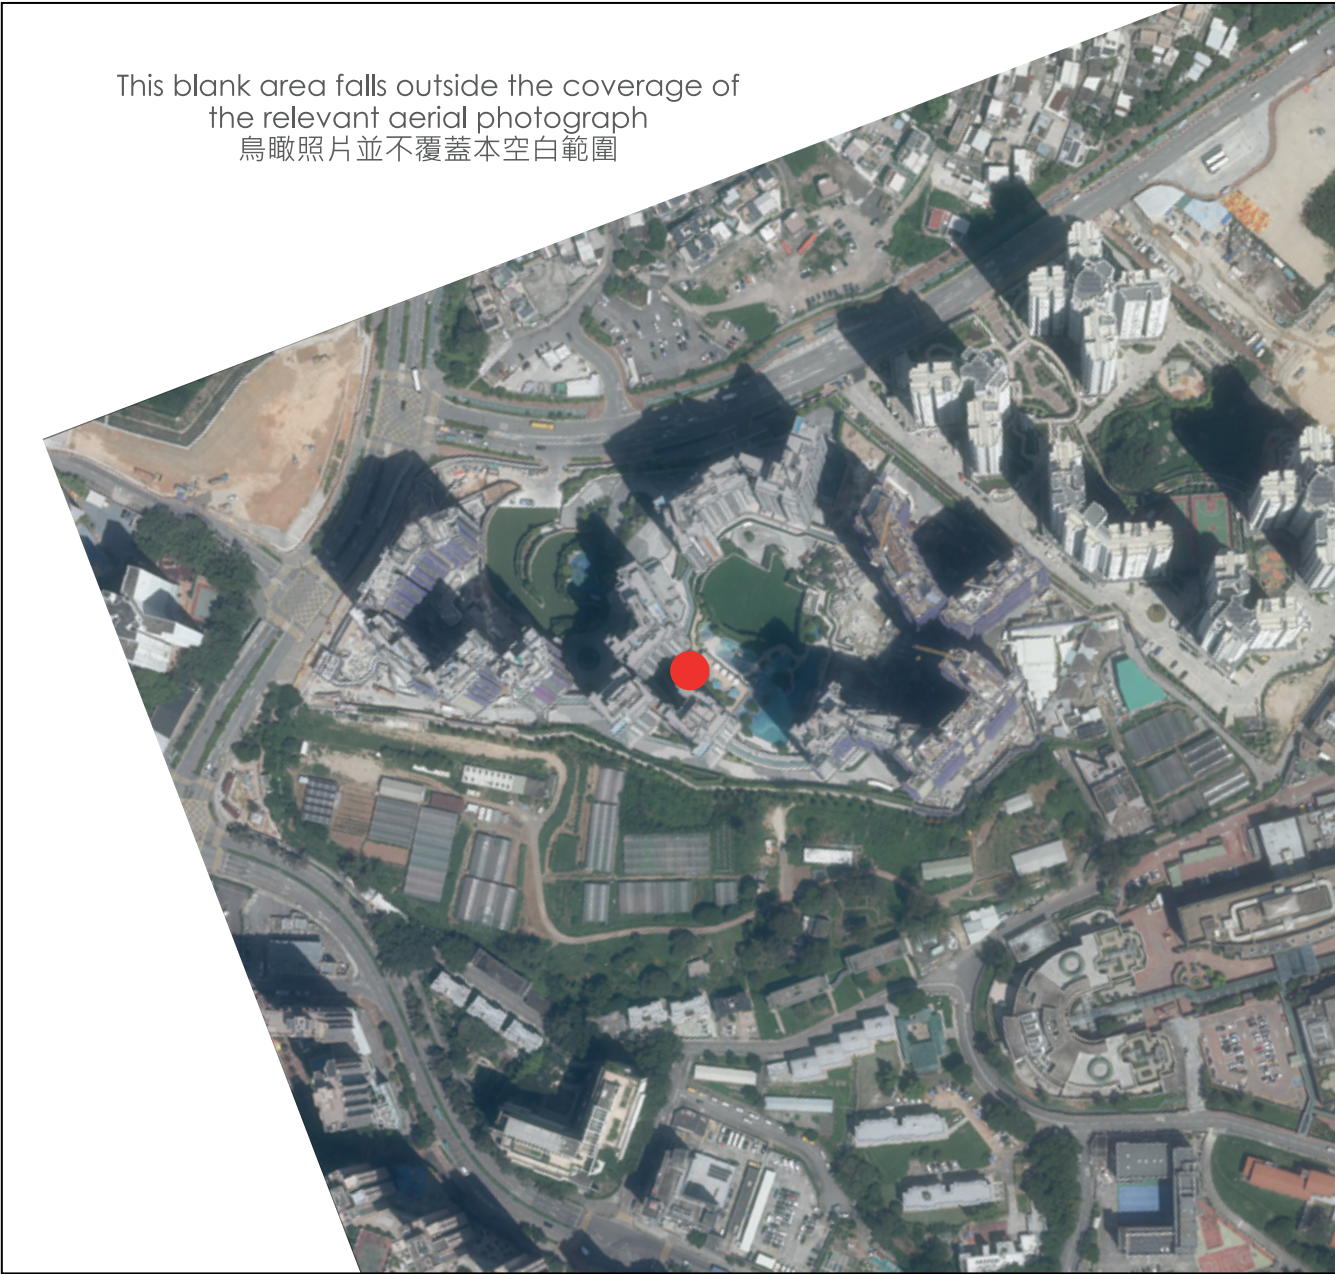 This blank area falls outside the coverage of
the relevant aerial photograph
鳥瞰照片並不覆蓋本空白範圍